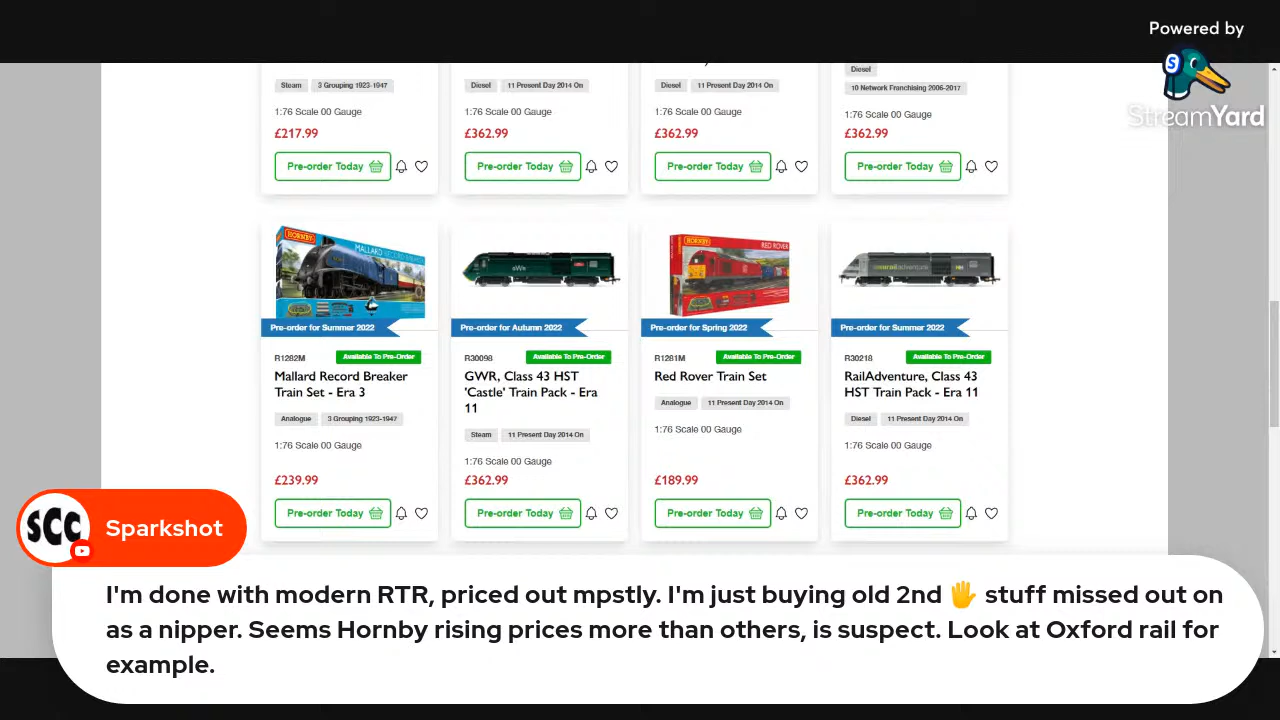 Powered by
StreamYard
Steam 3 Grouping 1923-1947
Diesel 11 Present Day 2014 On
Diesel 11 Present Day 2014 On
Diesel
10 Network Franchising 2006-2017
1:76 Scale 00 Gauge
1:76 Scale 00 Gauge
1:76 Scale 00 Gauge
1:76 Scale 00 Gauge
£217.99
£362.99
£362.99
£362.99
Pre-order Today
Pre-order Today
Pre-order Today
Pre-order Today
HORNBY
MALLARD RECORD BREAKER
Pre-order for Summer 2022
R1282M Available To Pre-Order
Mallard Record Breaker
Train Set - Era 3
Analogue 3 Grouping 1923-1947
1:76 Scale 00 Gauge
£239.99
Pre-order Today
GWR
Pre-order for Autumn 2022
R30098 Available To Pre-Order
GWR, Class 43 HST
'Castle' Train Pack - Era
11
Steam 11 Present Day 2014 On
1:76 Scale 00 Gauge
£362.99
Pre-order Today
HORNBY
RED ROVER
Pre-order for Spring 2022
R1281M Available To Pre-Order
Red Rover Train Set
Analogue 11 Present Day 2014 On
1:76 Scale 00 Gauge
£189.99
Pre-order Today
Pre-order for Summer 2022
R30218 Available To Pre-Order
RailAdventure, Class 43
HST Train Pack - Era 11
Diesel 11 Present Day 2014 On
1:76 Scale 00 Gauge
£362.99
Pre-order Today
SCC
Sparkshot
I'm done with modern RTR, priced out mpstly. I'm just buying old 2nd 🖐 stuff missed out on
as a nipper. Seems Hornby rising prices more than others, is suspect. Look at Oxford rail for
example.